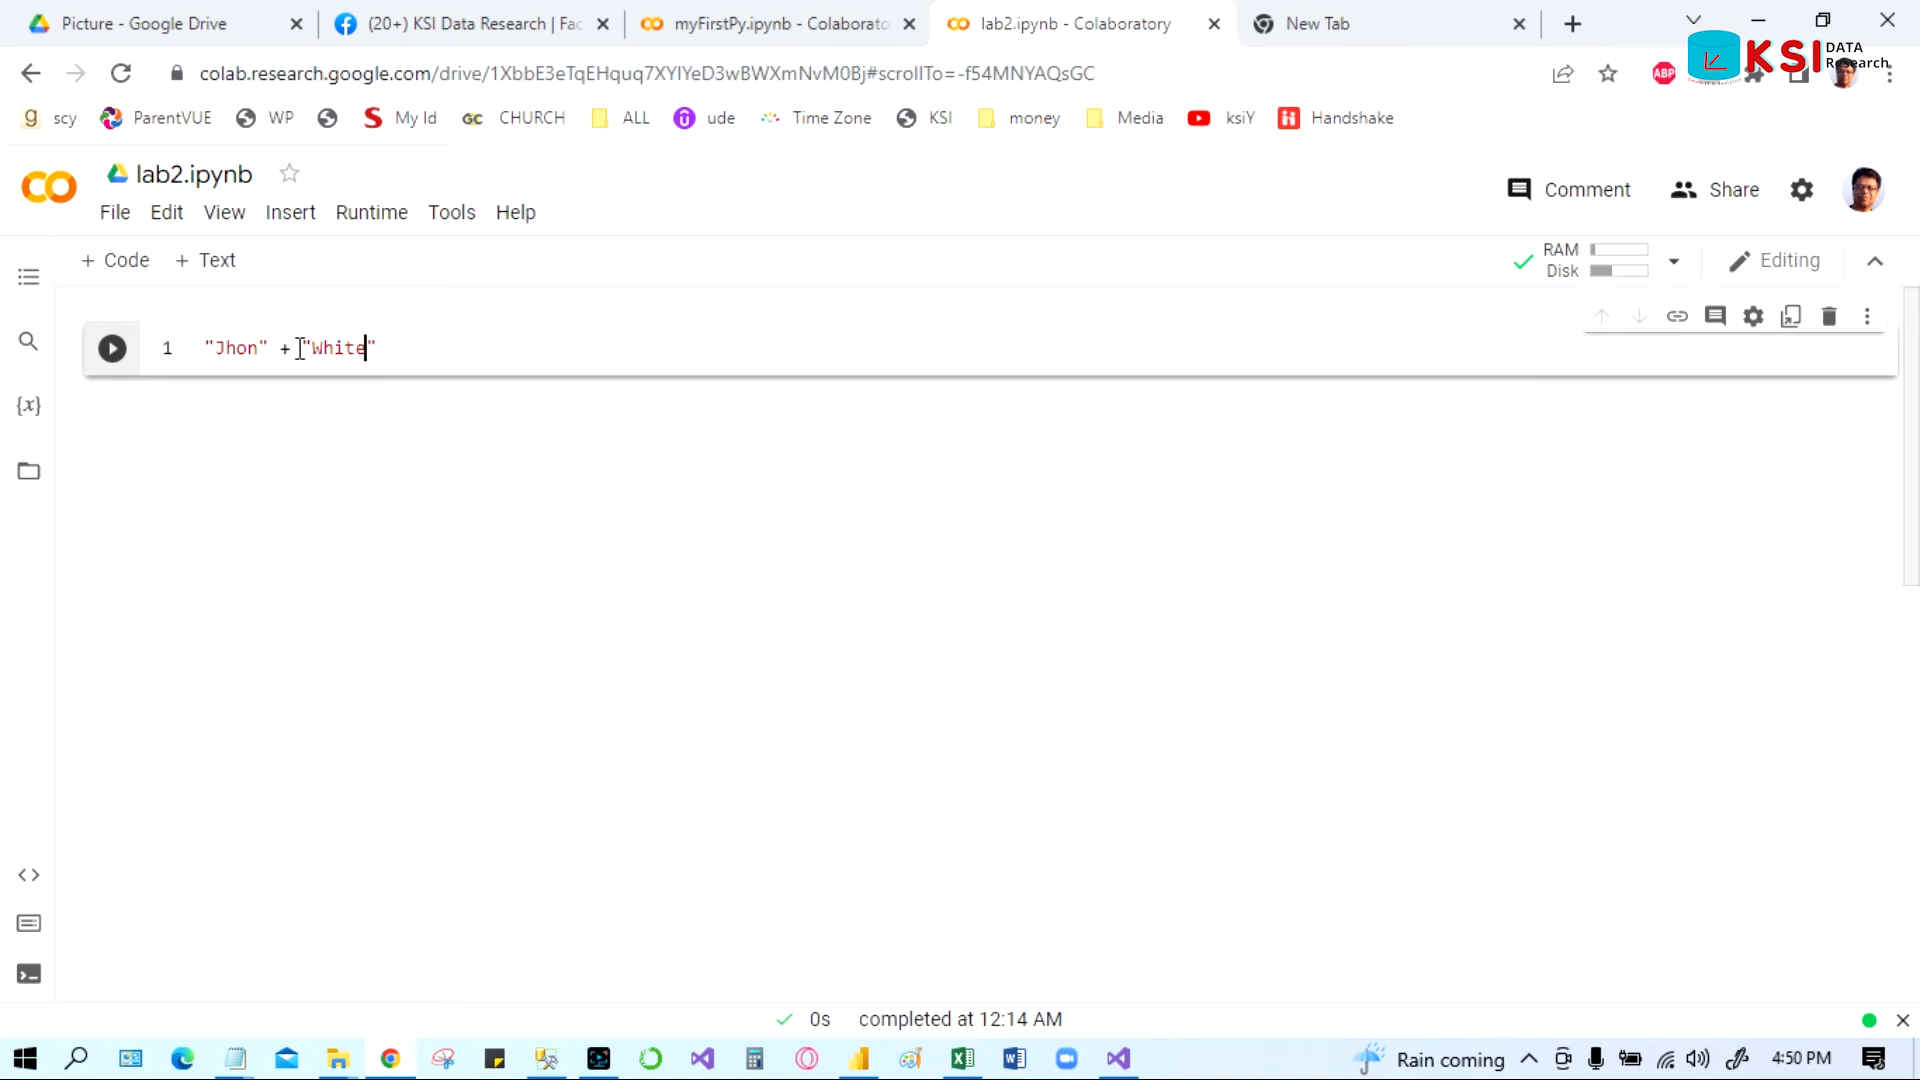 Picture - Google Drive
(20+) KSI Data Research | Fac
myFirstPy.ipynb - Colaborato
lab2.ipynb - Colaboratory
New Tab
KSI DATA Research
colab.research.google.com/drive/1XbbE3eTqEHquq7XYIYeD3wBWXmNvM0Bj#scrollTo=-f54MNYAQsGC
ABP
scy ParentVUE WP My Id GC CHURCH ALL ude Time Zone KSI money Media ksiY Handshake
lab2.ipynb
Comment Share
File Edit View Insert Runtime Tools Help
+ Code + Text
RAM
Disk
Editing
1 "Jhon" + "White"
{x}
0s completed at 12:14 AM
Rain coming
4:50 PM